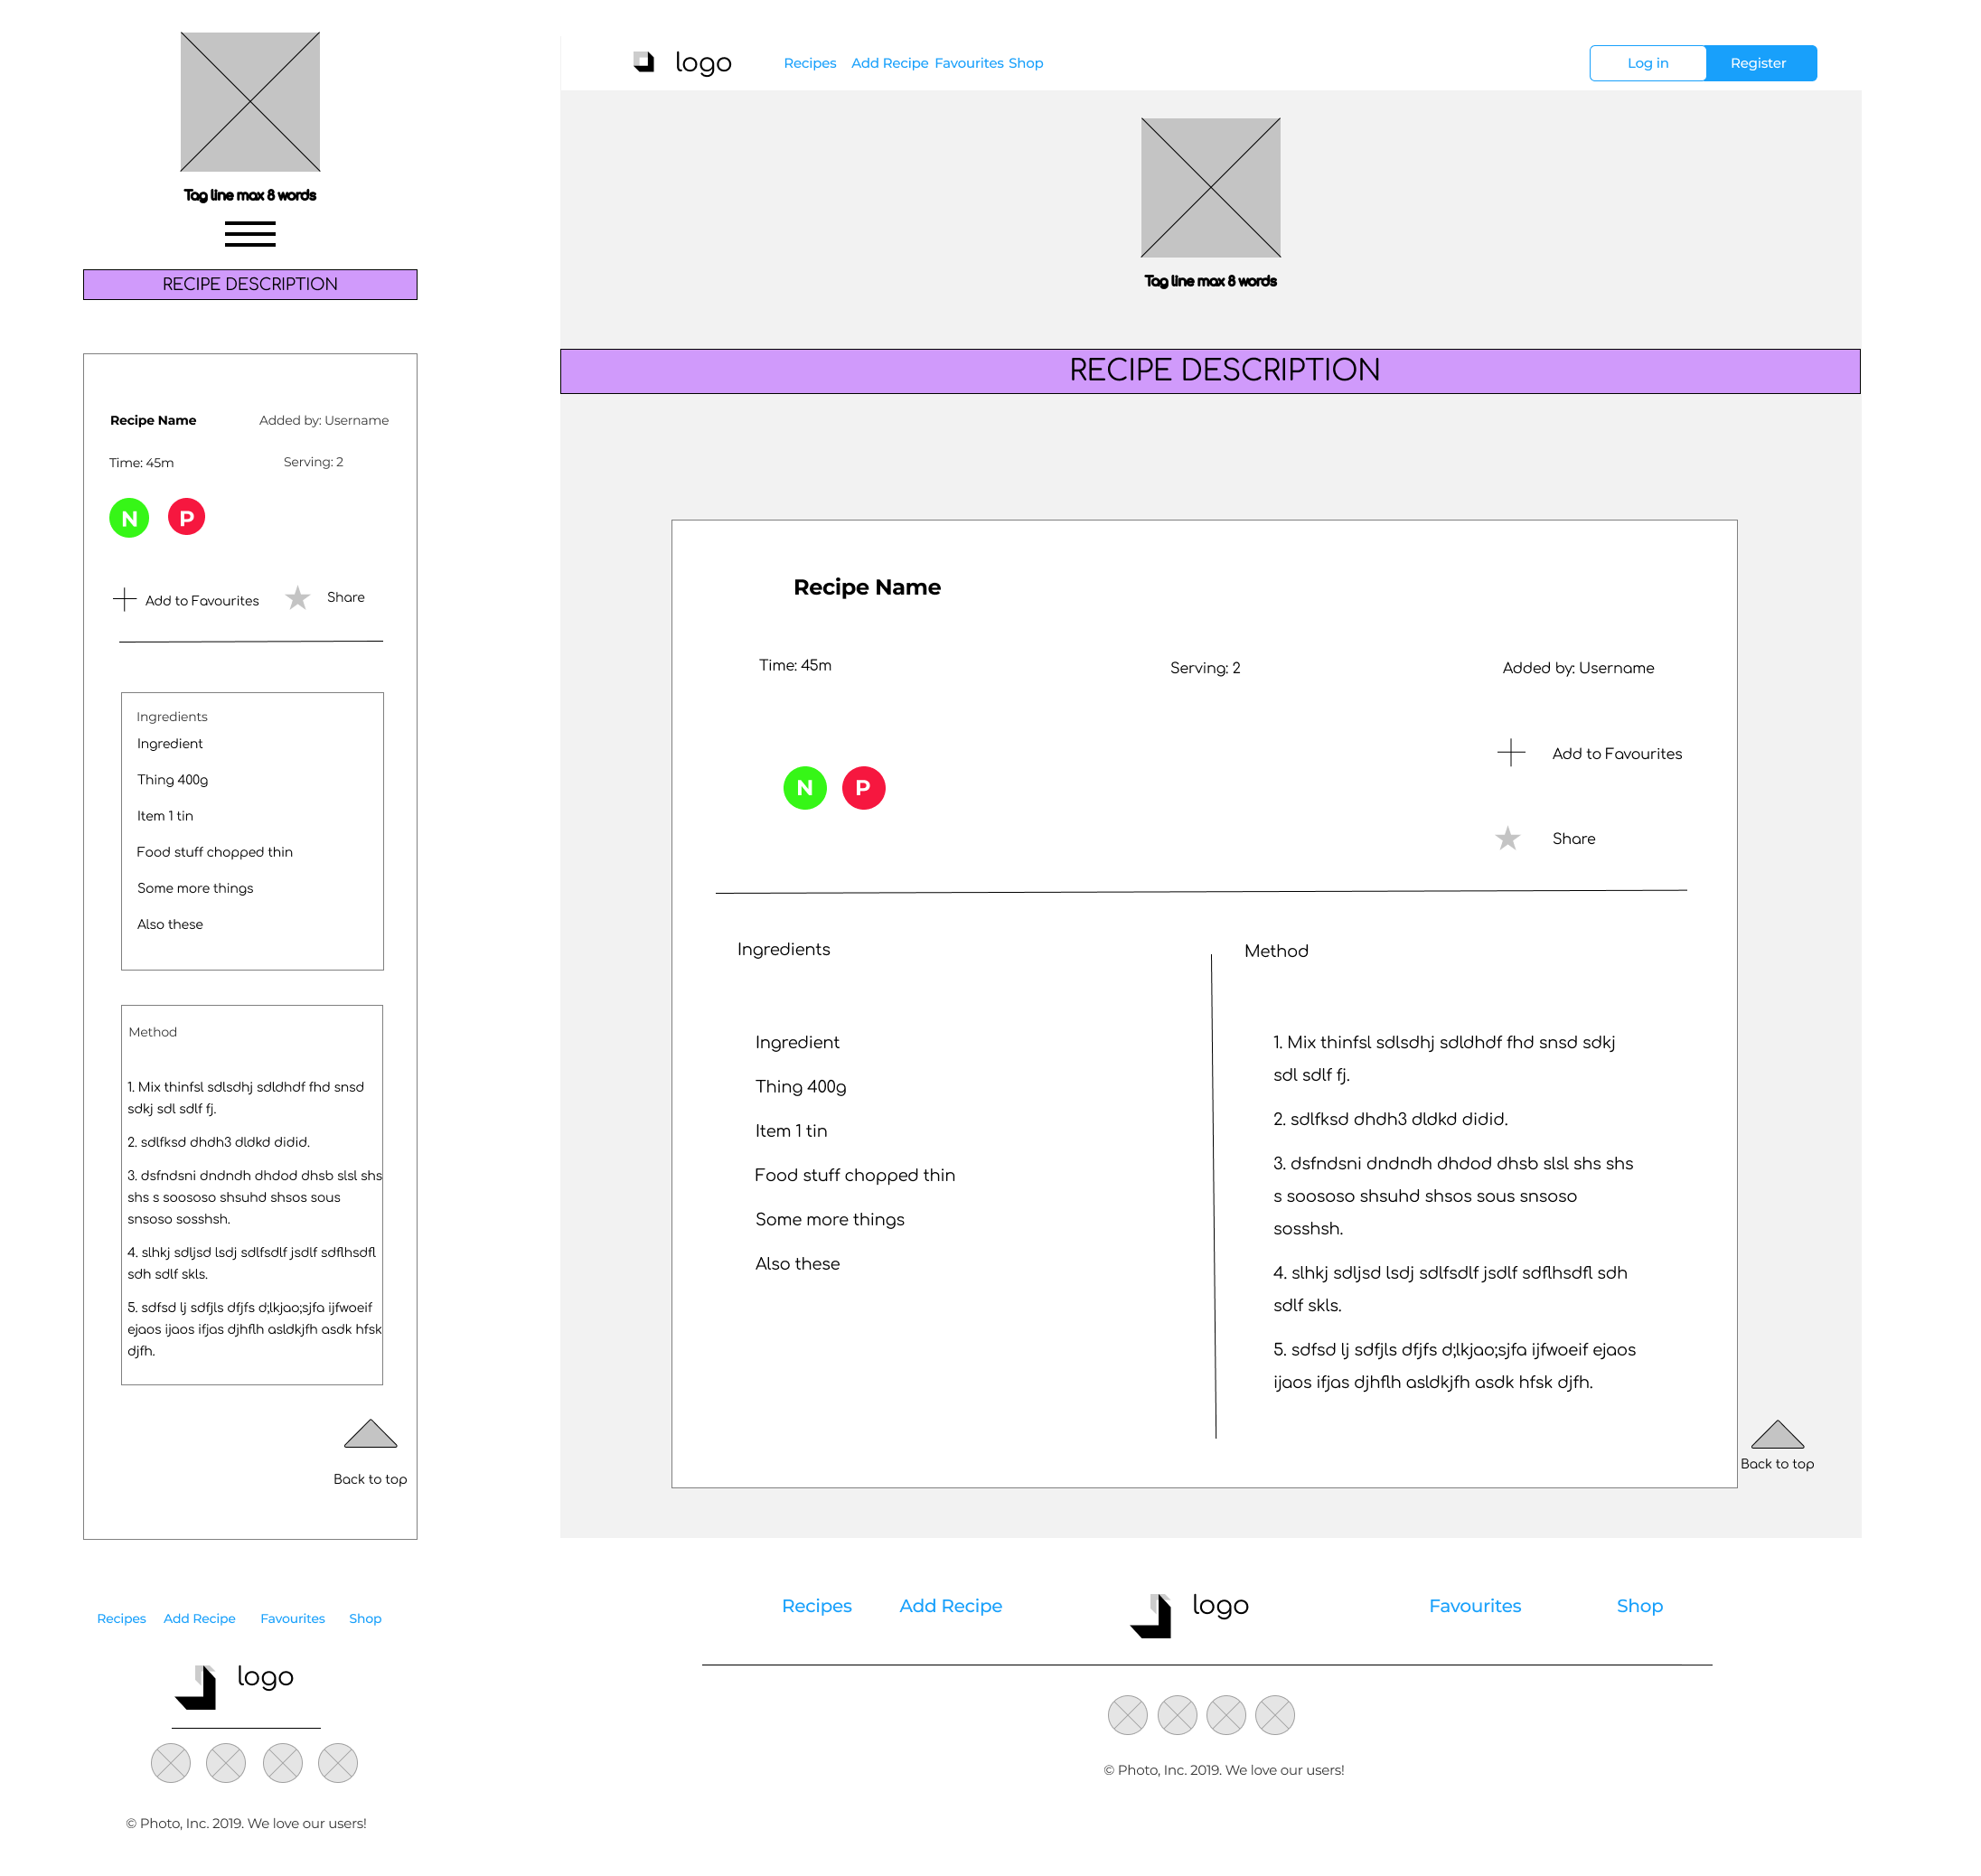 Tag line max 8 words
RECIPE DESCRIPTION
Recipe Name
Added by: Username
Time: 45m
Serving: 2
N
P
Add to Favourites
Share
Ingredients
Ingredient
Thing 400g
Item 1 tin
Food stuff chopped thin
Some more things
Also these
Method
1. Mix thinfsl sdlsdhj sdldhdf fhd snsd
sdkj sdl sdlf fj.
2. sdlfksd dhdh3 dldkd didid.
3. dsfndsni dndndh dhdod dhsb slsl shs
shs s soososo shsuhd shsos sous
snsoso sosshsh.
4. slhkj sdljsd lsdj sdlfsdlf jsdlf sdflhsdfl
sdh sdlf skls.
5. sdfsd lj sdfjls dfjfs d;lkjao;sjfa ijfwoeif
ejaos ijaos ifjas djhflh asldkjfh asdk hfsk
djfh.
Back to top
Recipes
Add Recipe
Favourites
Shop
logo
© Photo, Inc. 2019. We love our users!
logo
Recipes
Add Recipe
Favourites
Shop
Log in
Register
Tag line max 8 words
RECIPE DESCRIPTION
Recipe Name
Time: 45m
Serving: 2
Added by: Username
Add to Favourites
N
P
Share
Ingredients
Ingredient
Thing 400g
Item 1 tin
Food stuff chopped thin
Some more things
Also these
Method
1. Mix thinfsl sdlsdhj sdldhdf fhd snsd sdkj
sdl sdlf fj.
2. sdlfksd dhdh3 dldkd didid.
3. dsfndsni dndndh dhdod dhsb slsl shs shs
s soososo shsuhd shsos sous snsoso
sosshsh.
4. slhkj sdljsd lsdj sdlfsdlf jsdlf sdflhsdfl sdh
sdlf skls.
5. sdfsd lj sdfjls dfjfs d;lkjao;sjfa ijfwoeif ejaos
ijaos ifjas djhflh asldkjfh asdk hfsk djfh.
Back to top
Recipes
Add Recipe
logo
Favourites
Shop
© Photo, Inc. 2019. We love our users!